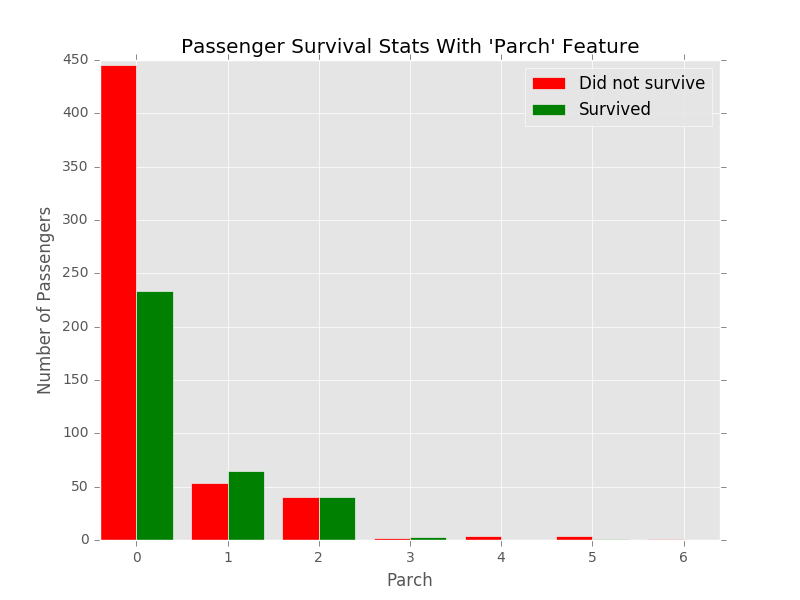 Passenger Survival Stats With 'Parch' Feature
Did not survive
Survived
Number of Passengers
450
400
350
300
250
200
150
100
50
0
0 1 2 3 4 5 6
Parch